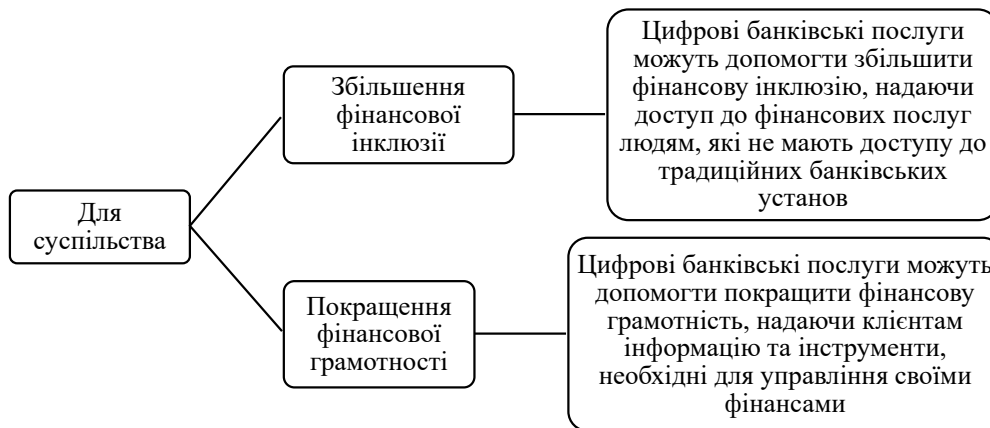 Для
суспільства
Збільшення
фінансової
інклюзії
Цифрові банківські послуги
можуть допомогти збільшити
фінансову інклюзію, надаючи
доступ до фінансових послуг
людям, які не мають доступу до
традиційних банківських
установ
Покращення
фінансової
грамотності
Цифрові банківські послуги можуть
допомогти покращити фінансову
грамотність, надаючи клієнтам
інформацію та інструменти,
необхідні для управління своїми
фінансами